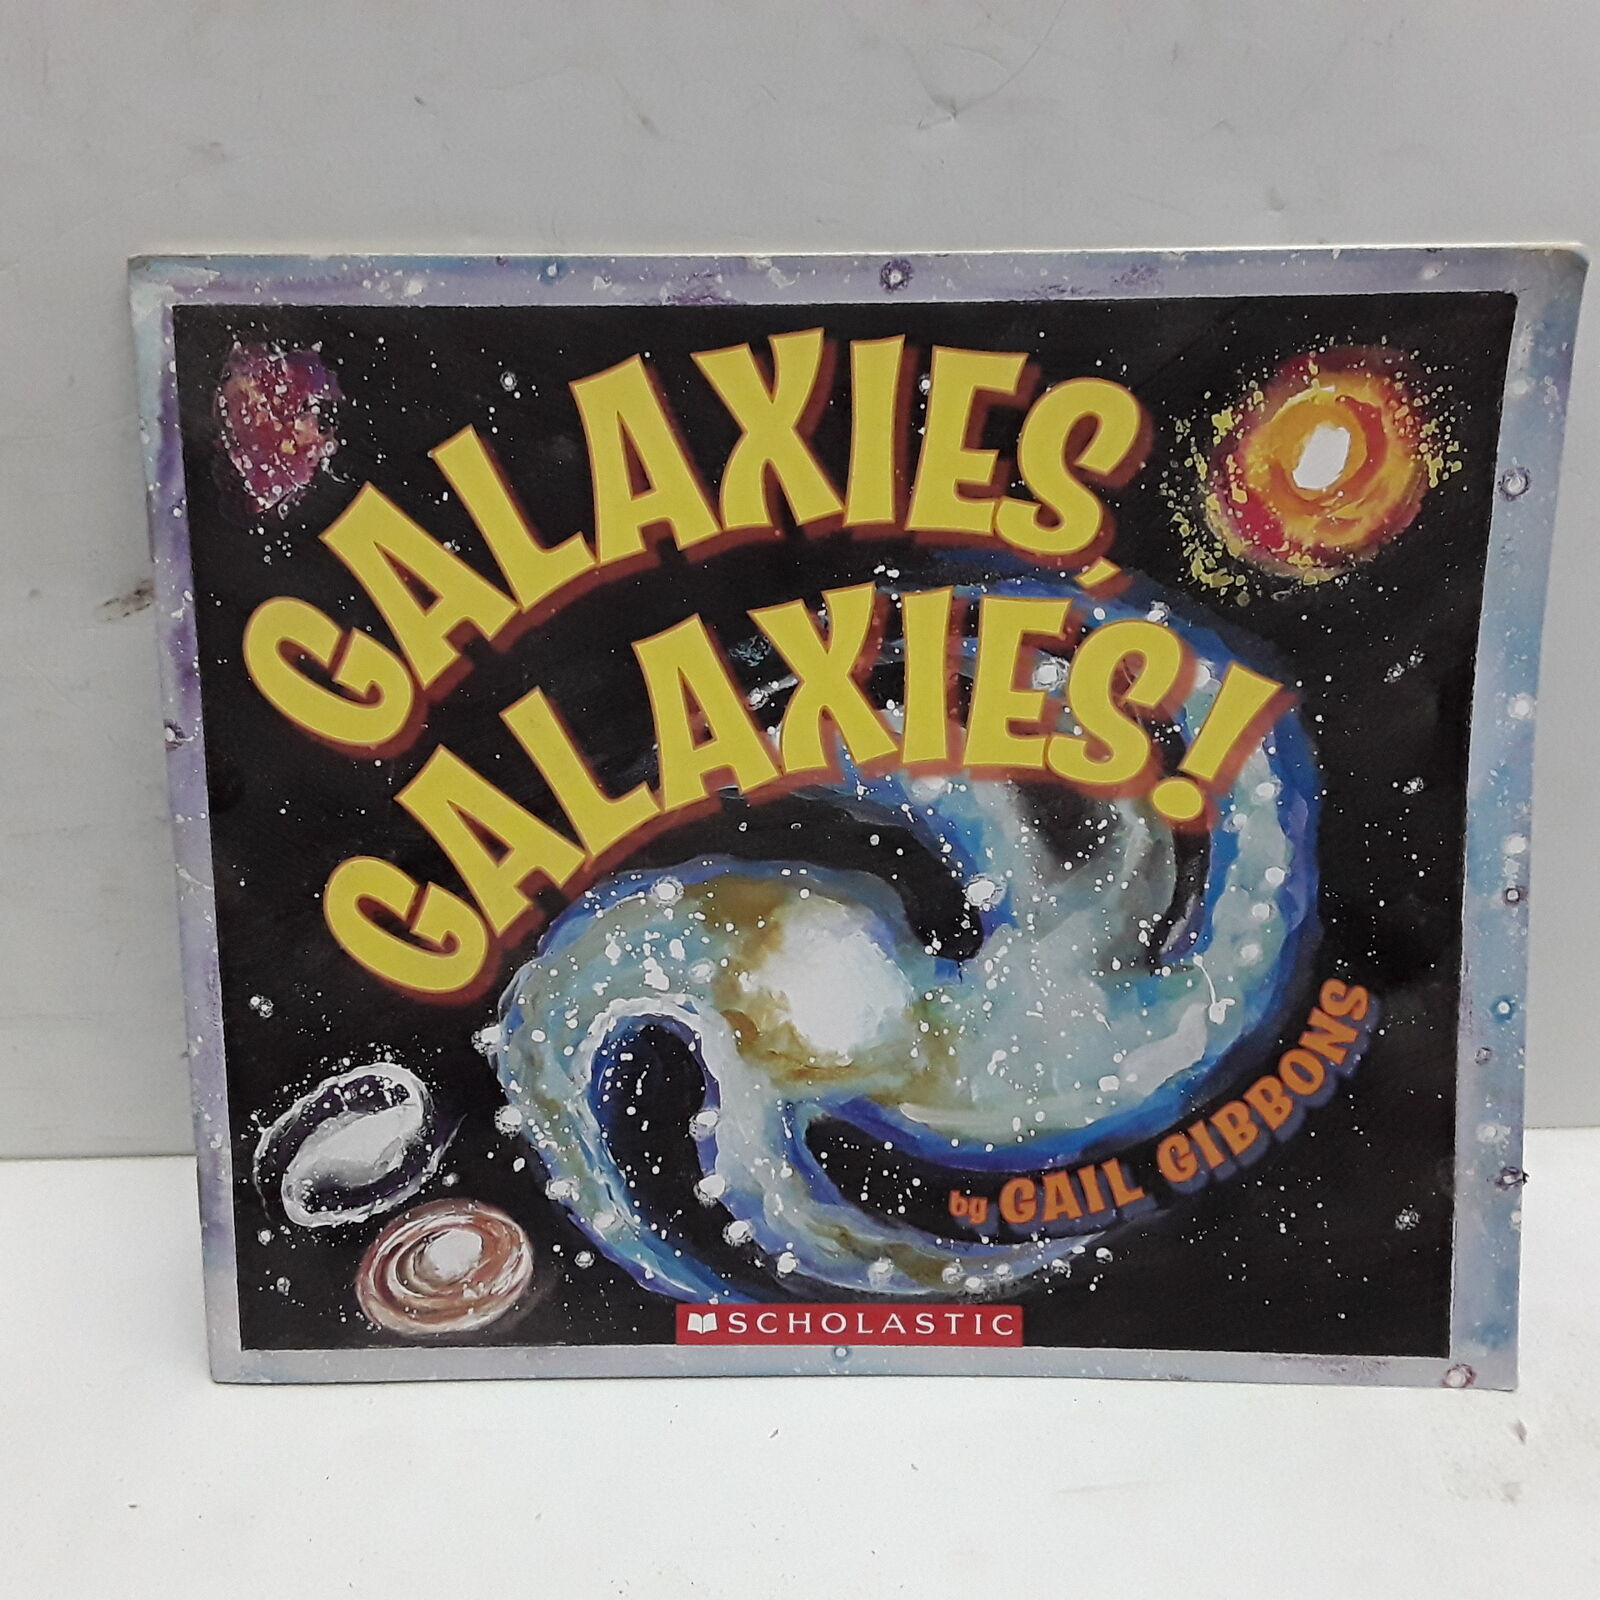 GALAXIES,
GALAXIES!
by GAIL GIBBONS
SCHOLASTIC